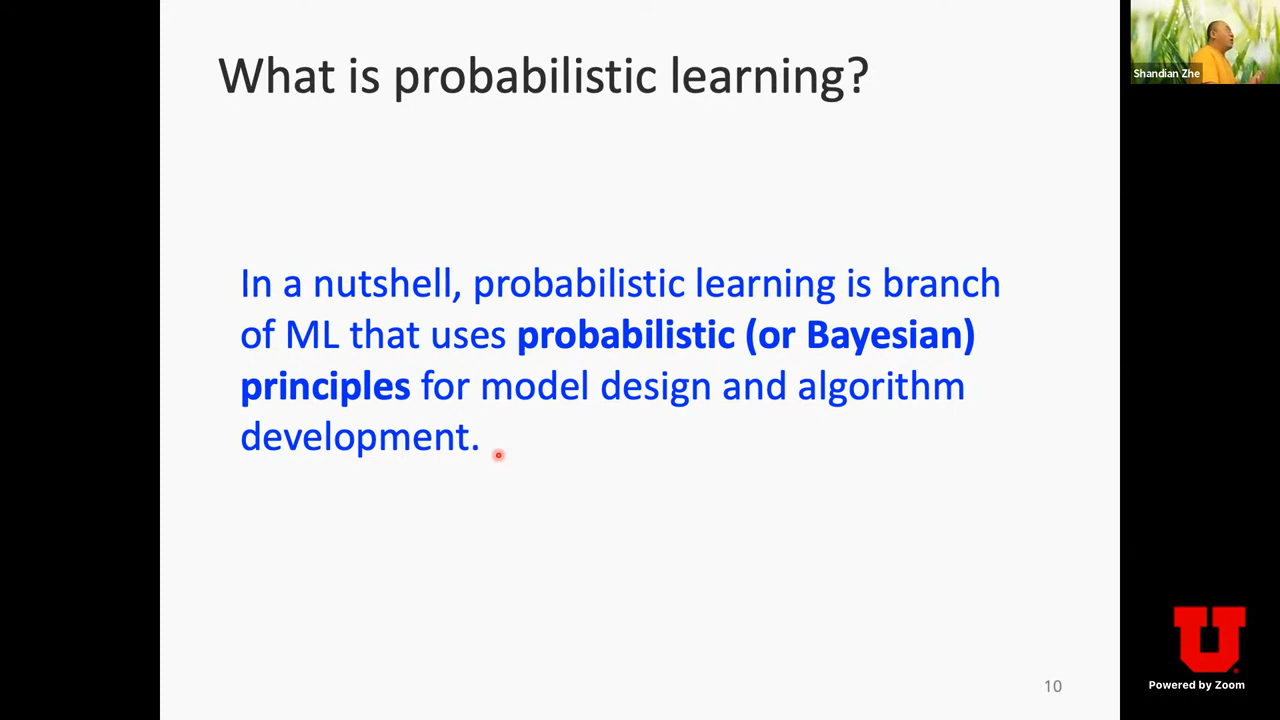 What is probabilistic learning?
In a nutshell, probabilistic learning is branch
of ML that uses probabilistic (or Bayesian)
principles for model design and algorithm
development.
10
Shandian Zhe
U
Powered by Zoom